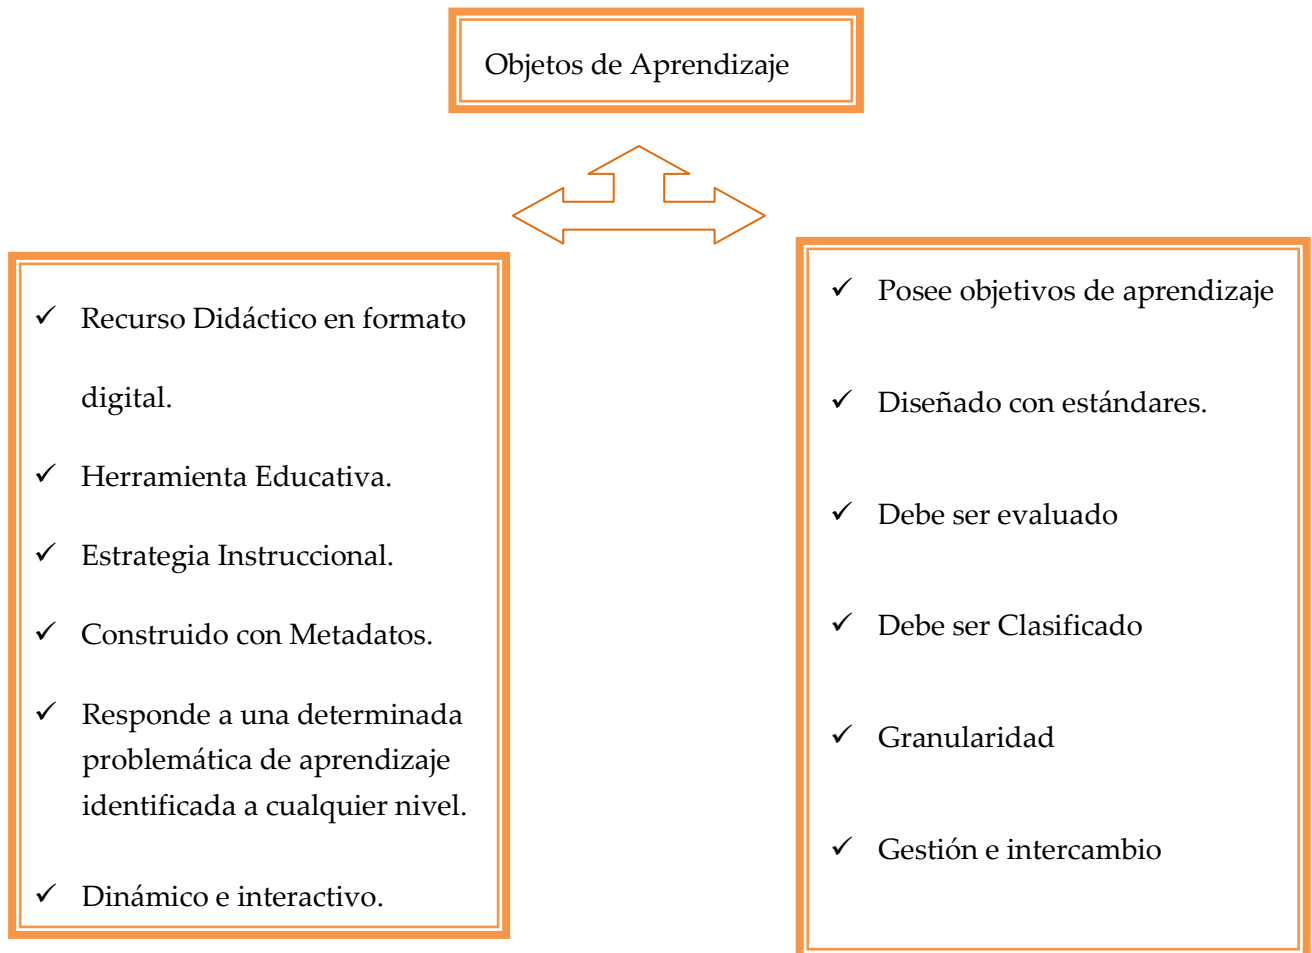 Objetos de Aprendizaje
✓ Recurso Didáctico en formato
digital.
✓ Herramienta Educativa.
✓ Estrategia Instruccional.
✓ Construido con Metadatos.
✓ Responde a una determinada
problemática de aprendizaje
identificada a cualquier nivel.
✓ Dinámico e interactivo.
✓ Posee objetivos de aprendizaje
✓ Diseñado con estándares.
✓ Debe ser evaluado
✓ Debe ser Clasificado
✓ Granularidad
✓ Gestión e intercambio